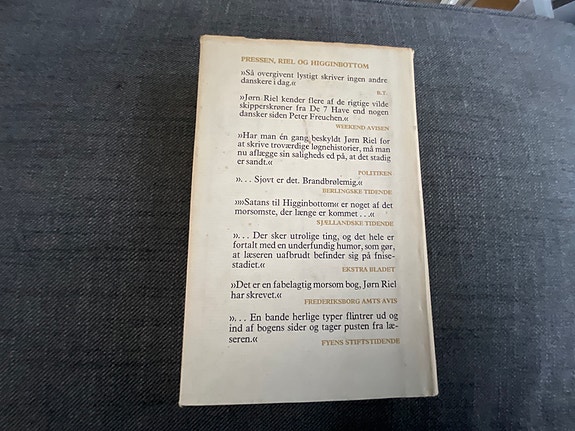 PRESSEN, RIEL OG HIGGINBOTTOM
»Så overgivent lystigt skriver ingen andre
danskere i dag.«
B.T.
»Jørn Riel kender flere af de rigtige vilde
skipperskrøner fra De 7 Have end nogen
dansker siden Peter Freuchen.«
WEEKEND AVISEN
»Har man én gang beskyldt Jørn Riel for
at skrive troværdige løgnehistorier, må man
nu aflægge sin saligheds ed på, at det stadig
er sandt.«
POLITIKEN
». . . Sjovt er det. Brandbrølemig.«
BERLINGSKE TIDENDE
»»Satans til Higginbottom« er noget af det
morsomste, der længe er kommet . . .«
SJÆLLANDSKE TIDENDE
». . . Der sker utrolige ting, og det hele er
fortalt med en underfundig humor, som gør,
at læseren uafbrudt befinder sig på fnise-
stadiet.«
EKSTRA BLADET
»Det er en fabelagtig morsom bog, Jørn Riel
har skrevet.«
FREDERIKSBORG AMTS AVIS
». . . En bande herlige typer flintrer ud og
ind af bogens sider og tager pusten fra læ-
seren.«
FYENS STIFTSTIDENDE